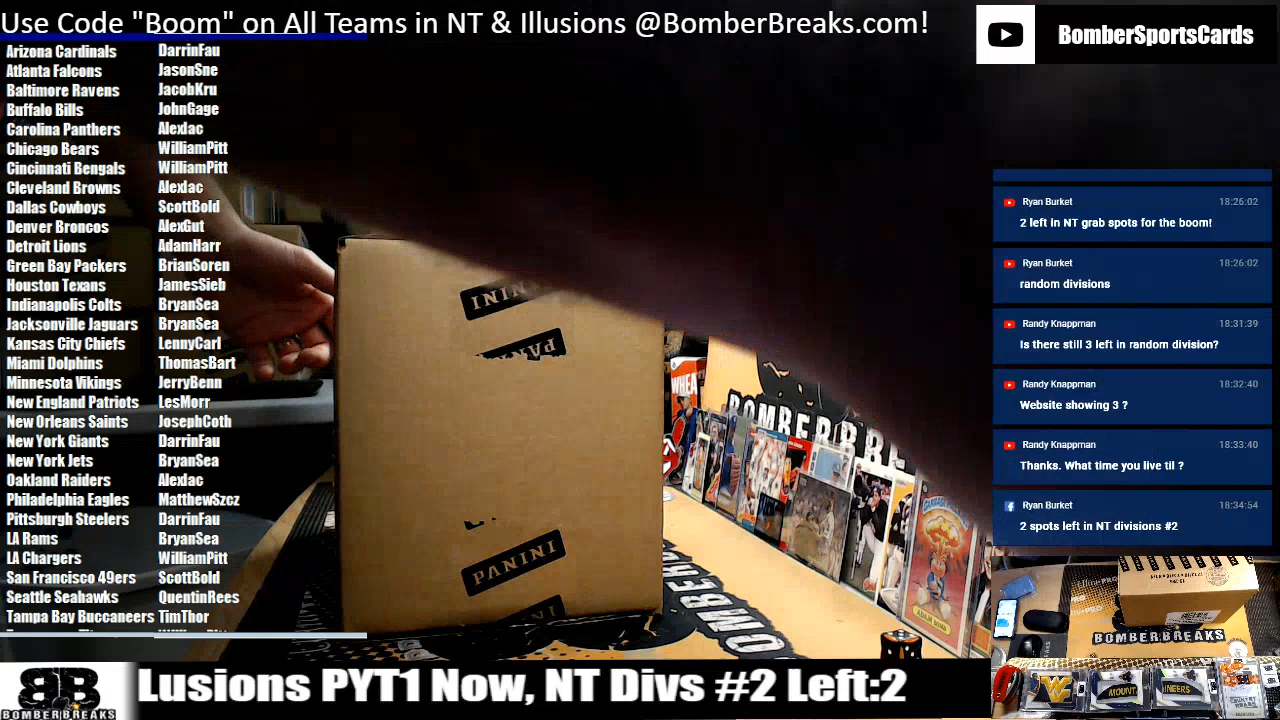 Use Code "Boom" on All Teams in NT & Illusions @BomberBreaks.com!
BomberSportsCards
Arizona Cardinals DarrinFau
Atlanta Falcons JasonSne
Baltimore Ravens JacobKru
Buffalo Bills JohnGage
Carolina Panthers AlexJac
Chicago Bears WilliamPitt
Cincinnati Bengals WilliamPitt
Cleveland Browns AlexJac
Dallas Cowboys ScottBold
Denver Broncos AlexGut
Detroit Lions AdamHarr
Green Bay Packers BrianSoren
Houston Texans JamesSieb
Indianapolis Colts BryanSea
Jacksonville Jaguars BryanSea
Kansas City Chiefs LennyCarl
Miami Dolphins ThomasBart
Minnesota Vikings JerryBenn
New England Patriots LesMorr
New Orleans Saints JosephCoth
New York Giants DarrinFau
New York Jets BryanSea
Oakland Raiders AlexJac
Philadelphia Eagles MatthewSzcz
Pittsburgh Steelers DarrinFau
LA Rams BryanSea
LA Chargers WilliamPitt
San Francisco 49ers ScottBold
Seattle Seahawks QuentinRees
Tampa Bay Buccaneers TimThor
PANINI
WHEA
BOMBERBRE
Ryan Burket 18:26:02
2 left in NT grab spots for the boom!
Ryan Burket 18:26:02
random divisions
Randy Knappman 18:31:39
Is there still 3 left in random division?
Randy Knappman 18:32:40
Website showing 3 ?
Randy Knappman 18:33:40
Thanks. What time you live til ?
Ryan Burket 18:34:54
2 spots left in NT divisions #2
BOMBERBREAKS
MOUNT
INEERS
BB
BOMBERBREAKS
Lusions PYT1 Now, NT Divs #2 Left:2